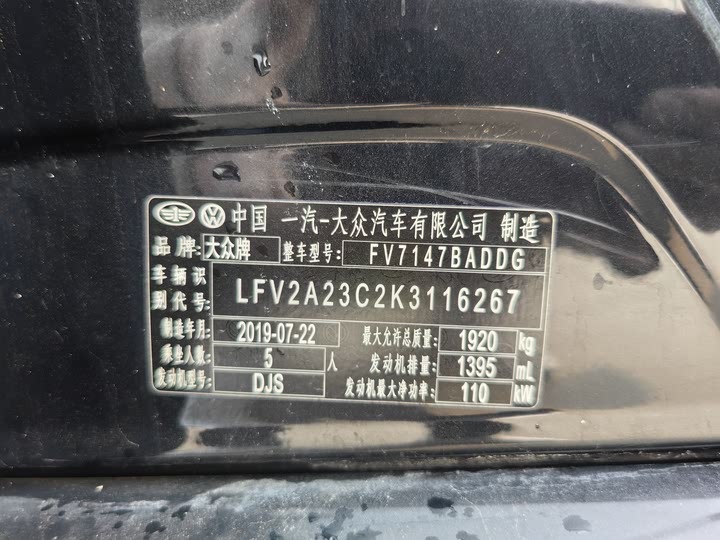 中国 一汽-大众汽车有限公司 制造
品牌: 大众牌 整车型号: FV7147BADDG
车辆识别代号: LFV2A23C2K3116267
制造年月: 2019-07-22 最大允许总质量: 1920 kg
乘坐人数: 5 人 发动机排量: 1395 mL
发动机型号: DJS 发动机最大净功率: 110 kW